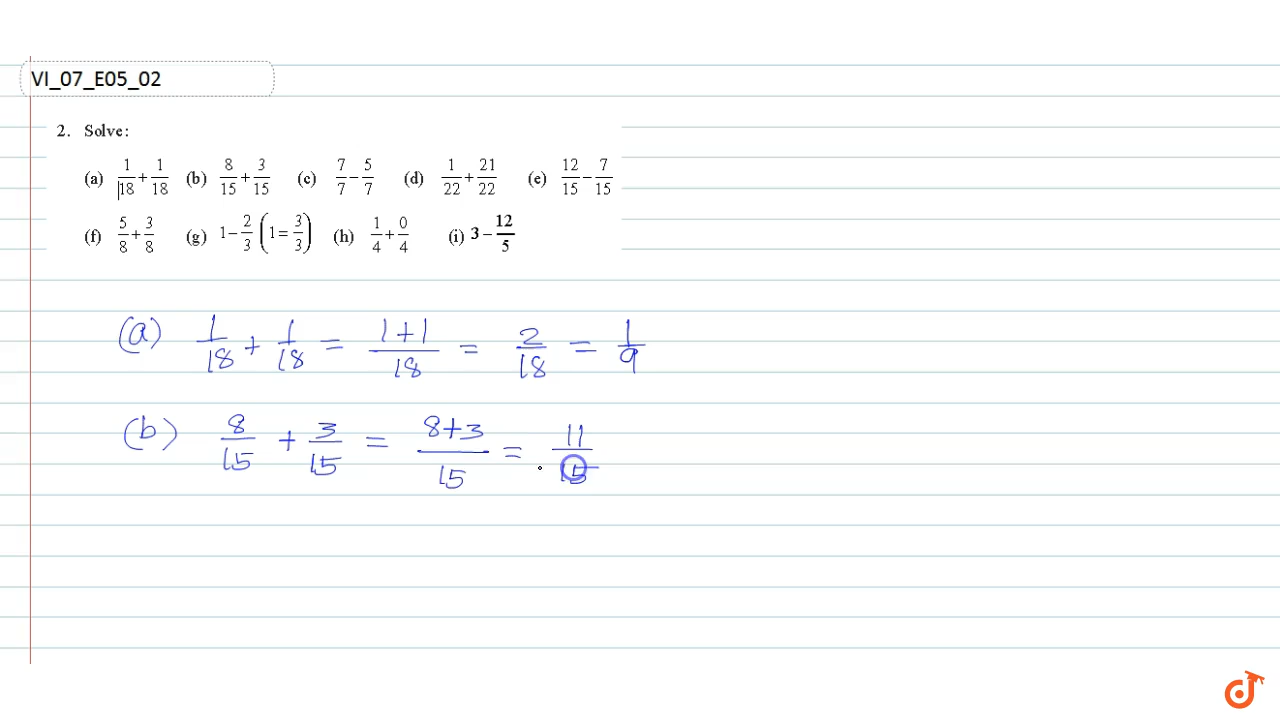 VI_07_E05_02
2. Solve:
(a) 1/18 + 1/18 (b) 8/15 + 3/15 (c) 7/7 − 5/7 (d) 1/22 + 21/22 (e) 12/15 − 7/15
(f) 5/8 + 3/8 (g) 1 − 2/3 (1 = 3/3) (h) 1/4 + 0/4 (i) 3 − 12/5
(a) 1/18 + 1/18 = 1+1/18 = 2/18 = 1/9
(b) 8/15 + 3/15 = 8+3/15 = 11/15